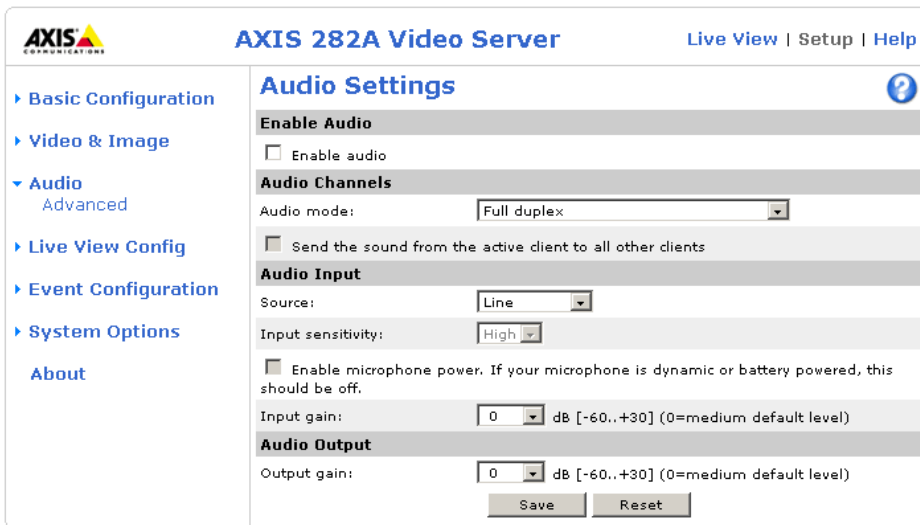 AXIS
COMMUNICATIONS
AXIS 282A Video Server
Live View | Setup | Help
Basic Configuration
Video & Image
Audio
Advanced
Live View Config
Event Configuration
System Options
About
Audio Settings
?
Enable Audio
Enable audio
Audio Channels
Audio mode: Full duplex
Send the sound from the active client to all other clients
Audio Input
Source: Line
Input sensitivity: High
Enable microphone power. If your microphone is dynamic or battery powered, this
should be off.
Input gain: 0 dB [-60..+30] (0=medium default level)
Audio Output
Output gain: 0 dB [-60..+30] (0=medium default level)
Save Reset